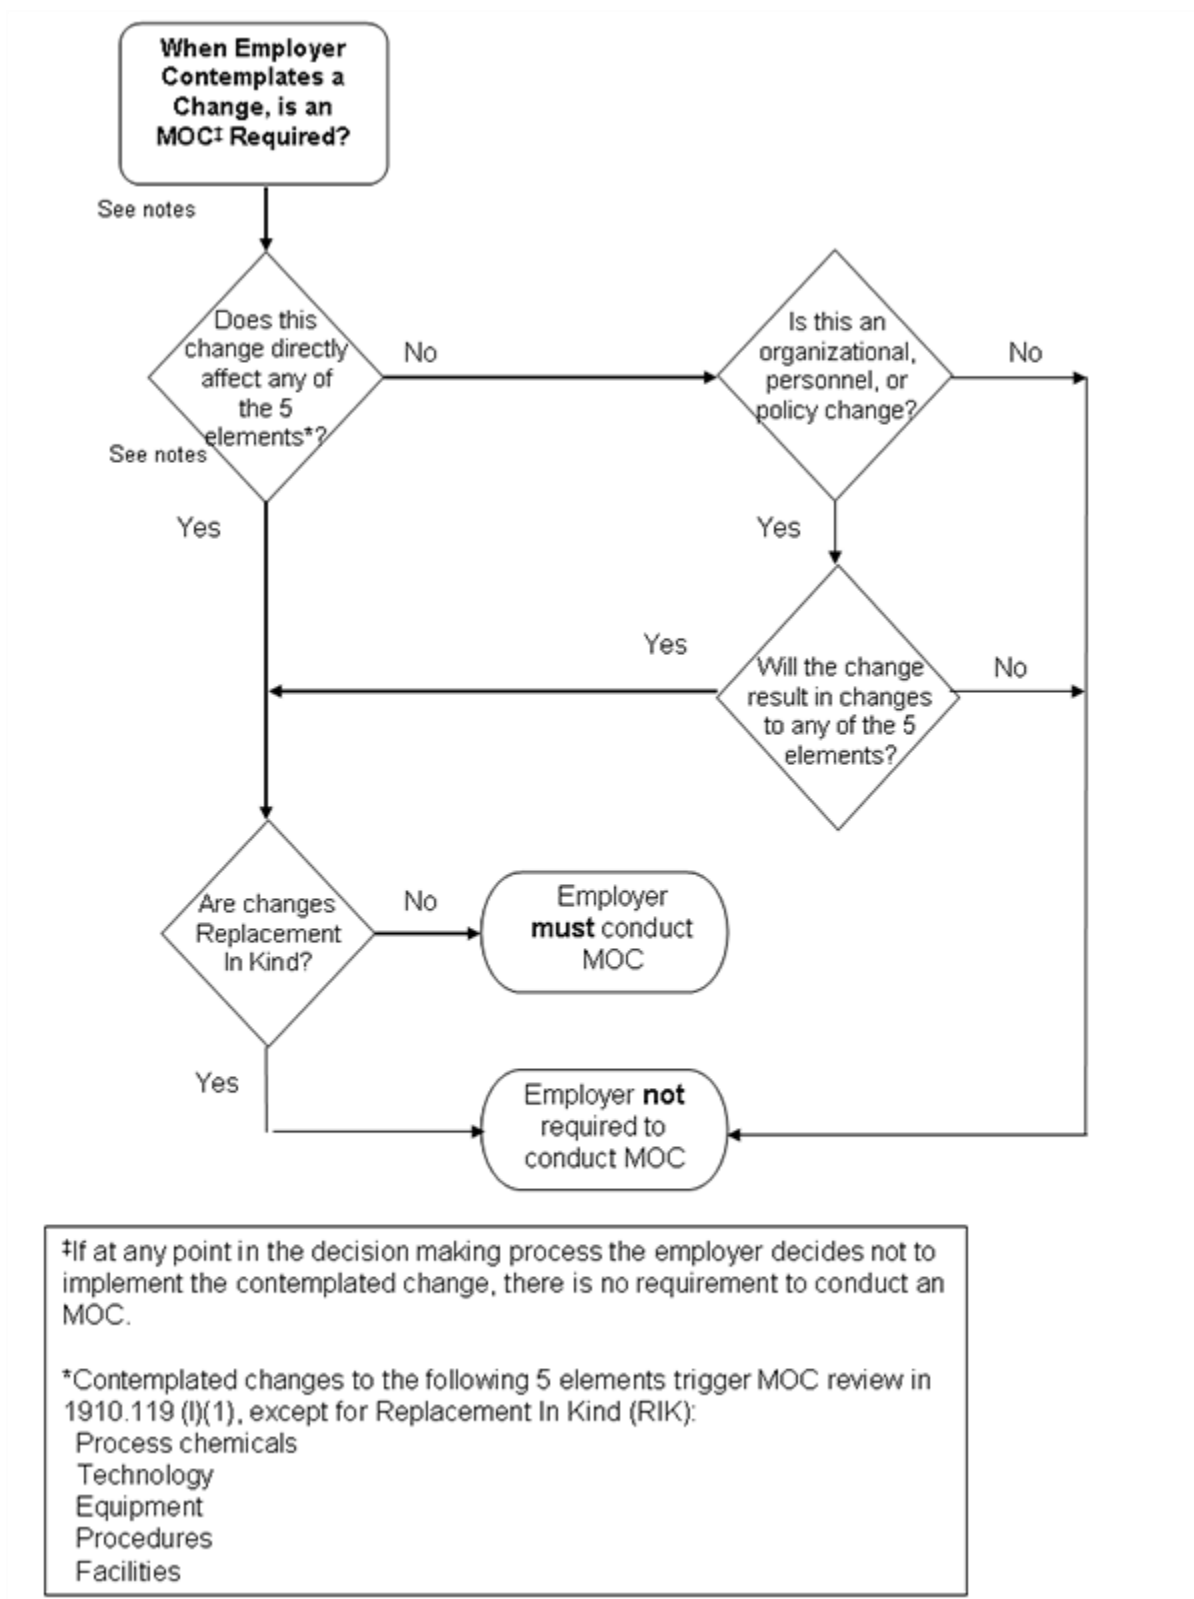 When Employer
Contemplates a
Change, is an
MOC‡ Required?
See notes
Does this
change directly
affect any of
the 5
elements*?
See notes
No
Is this an
organizational,
personnel, or
policy change?
No
Yes
Yes
Yes
Will the change
result in changes
to any of the 5
elements?
No
Are changes
Replacement
In Kind?
No
Employer
must conduct
MOC
Yes
Employer not
required to
conduct MOC
‡If at any point in the decision making process the employer decides not to
implement the contemplated change, there is no requirement to conduct an
MOC.
*Contemplated changes to the following 5 elements trigger MOC review in
1910.119 (l)(1), except for Replacement In Kind (RIK):
Process chemicals
Technology
Equipment
Procedures
Facilities